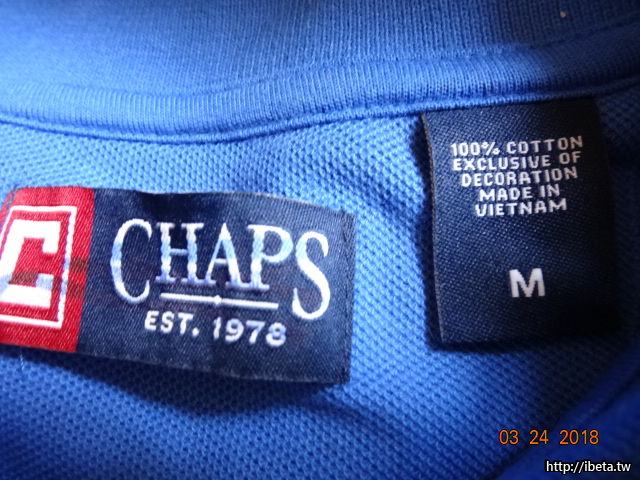 C
CHAPS
EST. 1978
100% COTTON
EXCLUSIVE OF
DECORATION
MADE IN
VIETNAM
M
03 24 2018
http://ibeta.tw